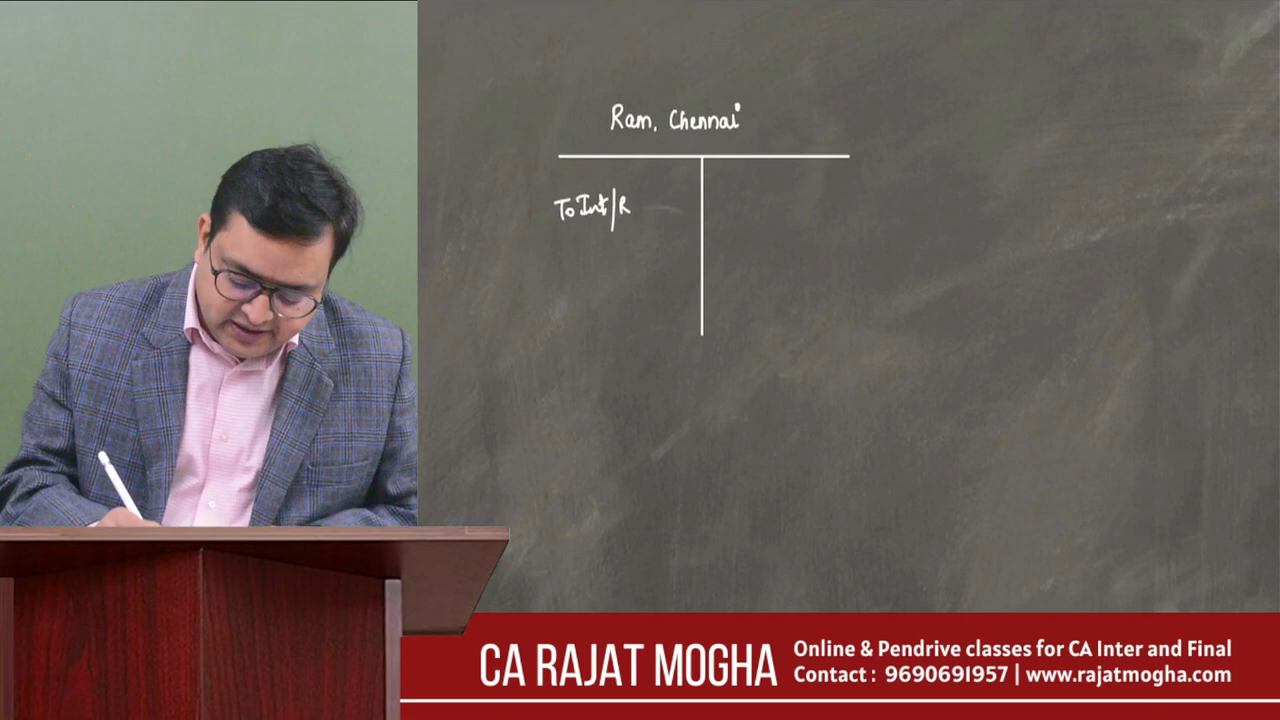 Ram, Chennai
To Int/R
CA RAJAT MOGHA
Online & Pendrive classes for CA Inter and Final
Contact : 9690691957 | www.rajatmogha.com